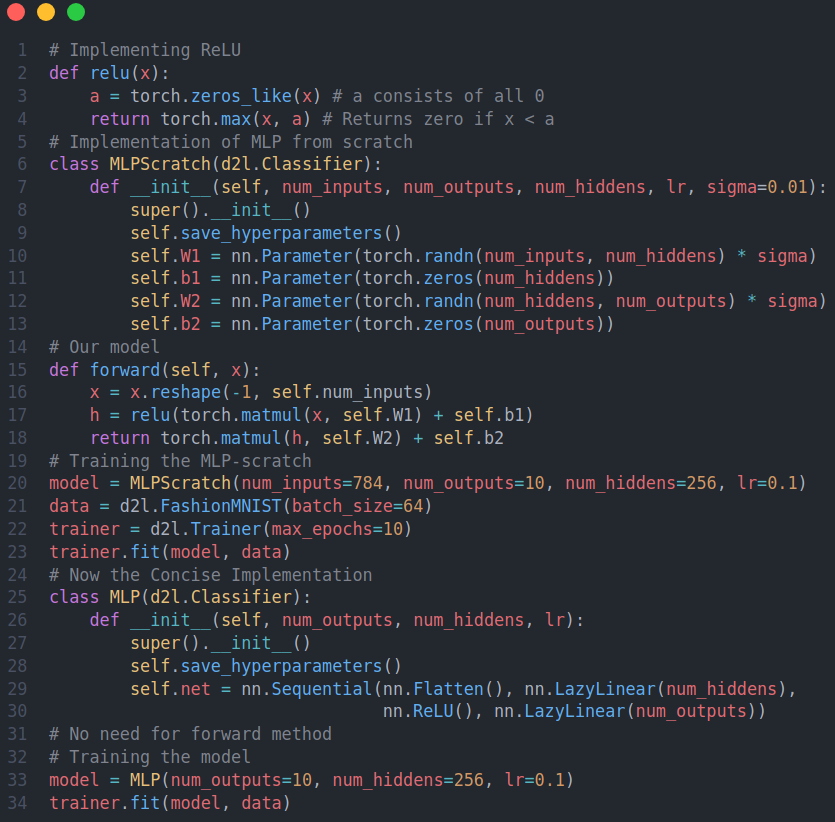 1 # Implementing ReLU
2 def relu(x):
3     a = torch.zeros_like(x) # a consists of all 0
4     return torch.max(x, a) # Returns zero if x < a
5 # Implementation of MLP from scratch
6 class MLPScratch(d2l.Classifier):
7     def __init__(self, num_inputs, num_outputs, num_hiddens, lr, sigma=0.01):
8         super().__init__()
9         self.save_hyperparameters()
10         self.W1 = nn.Parameter(torch.randn(num_inputs, num_hiddens) * sigma)
11         self.b1 = nn.Parameter(torch.zeros(num_hiddens))
12         self.W2 = nn.Parameter(torch.randn(num_hiddens, num_outputs) * sigma)
13         self.b2 = nn.Parameter(torch.zeros(num_outputs))
14 # Our model
15 def forward(self, x):
16     x = x.reshape(-1, self.num_inputs)
17     h = relu(torch.matmul(x, self.W1) + self.b1)
18     return torch.matmul(h, self.W2) + self.b2
19 # Training the MLP-scratch
20 model = MLPScratch(num_inputs=784, num_outputs=10, num_hiddens=256, lr=0.1)
21 data = d2l.FashionMNIST(batch_size=64)
22 trainer = d2l.Trainer(max_epochs=10)
23 trainer.fit(model, data)
24 # Now the Concise Implementation
25 class MLP(d2l.Classifier):
26     def __init__(self, num_outputs, num_hiddens, lr):
27         super().__init__()
28         self.save_hyperparameters()
29         self.net = nn.Sequential(nn.Flatten(), nn.LazyLinear(num_hiddens),
30                                  nn.ReLU(), nn.LazyLinear(num_outputs))
31 # No need for forward method
32 # Training the model
33 model = MLP(num_outputs=10, num_hiddens=256, lr=0.1)
34 trainer.fit(model, data)